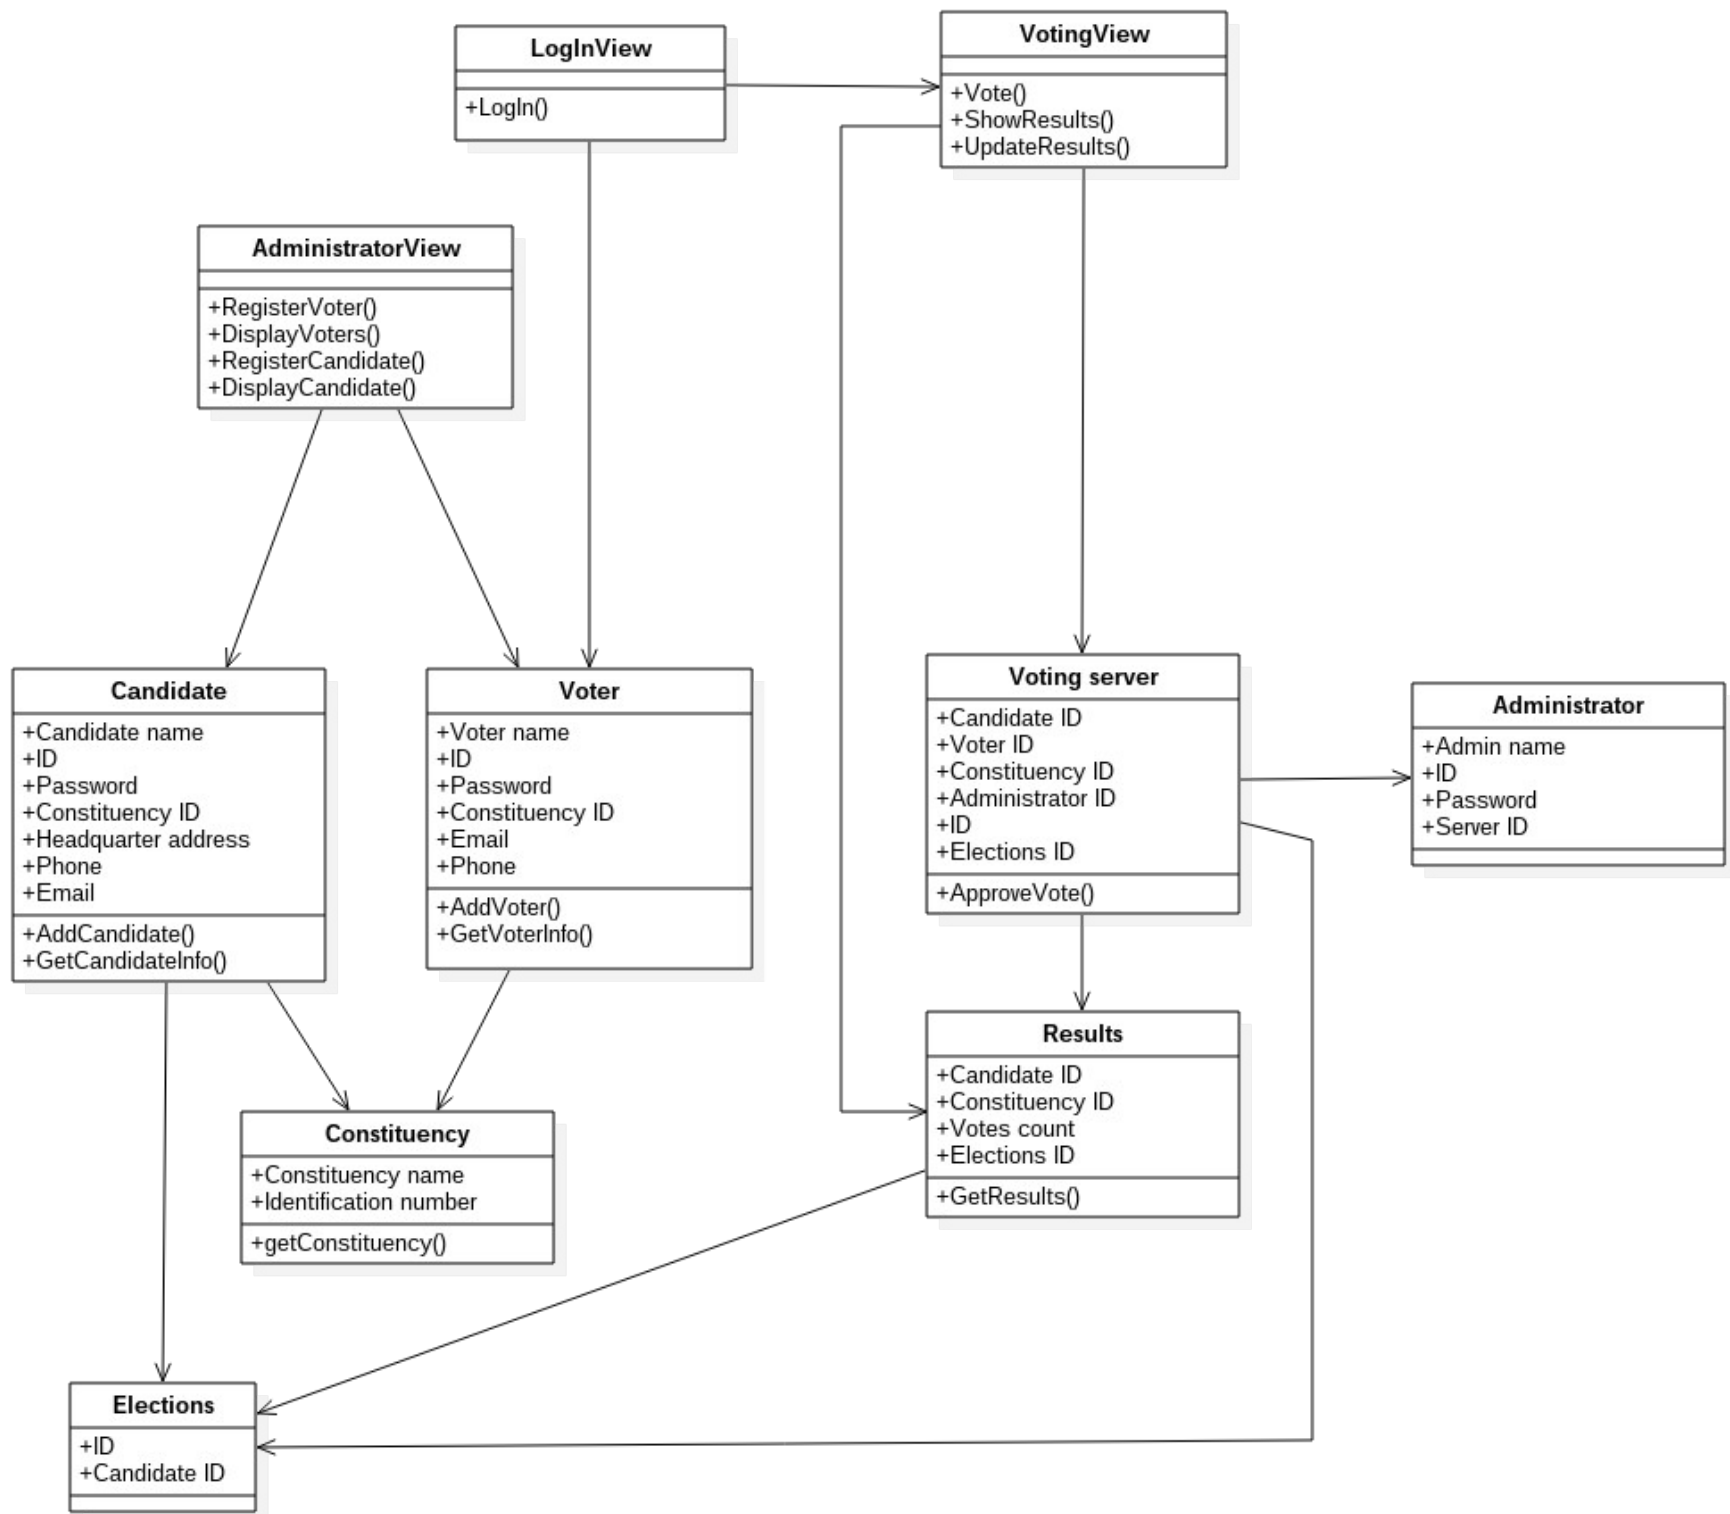 LogInView
+LogIn()
VotingView
+Vote()
+ShowResults()
+UpdateResults()
AdministratorView
+RegisterVoter()
+DisplayVoters()
+RegisterCandidate()
+DisplayCandidate()
Candidate
+Candidate name
+ID
+Password
+Constituency ID
+Headquarter address
+Phone
+Email
+AddCandidate()
+GetCandidateInfo()
Voter
+Voter name
+ID
+Password
+Constituency ID
+Email
+Phone
+AddVoter()
+GetVoterInfo()
Voting server
+Candidate ID
+Voter ID
+Constituency ID
+Administrator ID
+ID
+Elections ID
+ApproveVote()
Administrator
+Admin name
+ID
+Password
+Server ID
Results
+Candidate ID
+Constituency ID
+Votes count
+Elections ID
+GetResults()
Constituency
+Constituency name
+Identification number
+getConstituency()
Elections
+ID
+Candidate ID